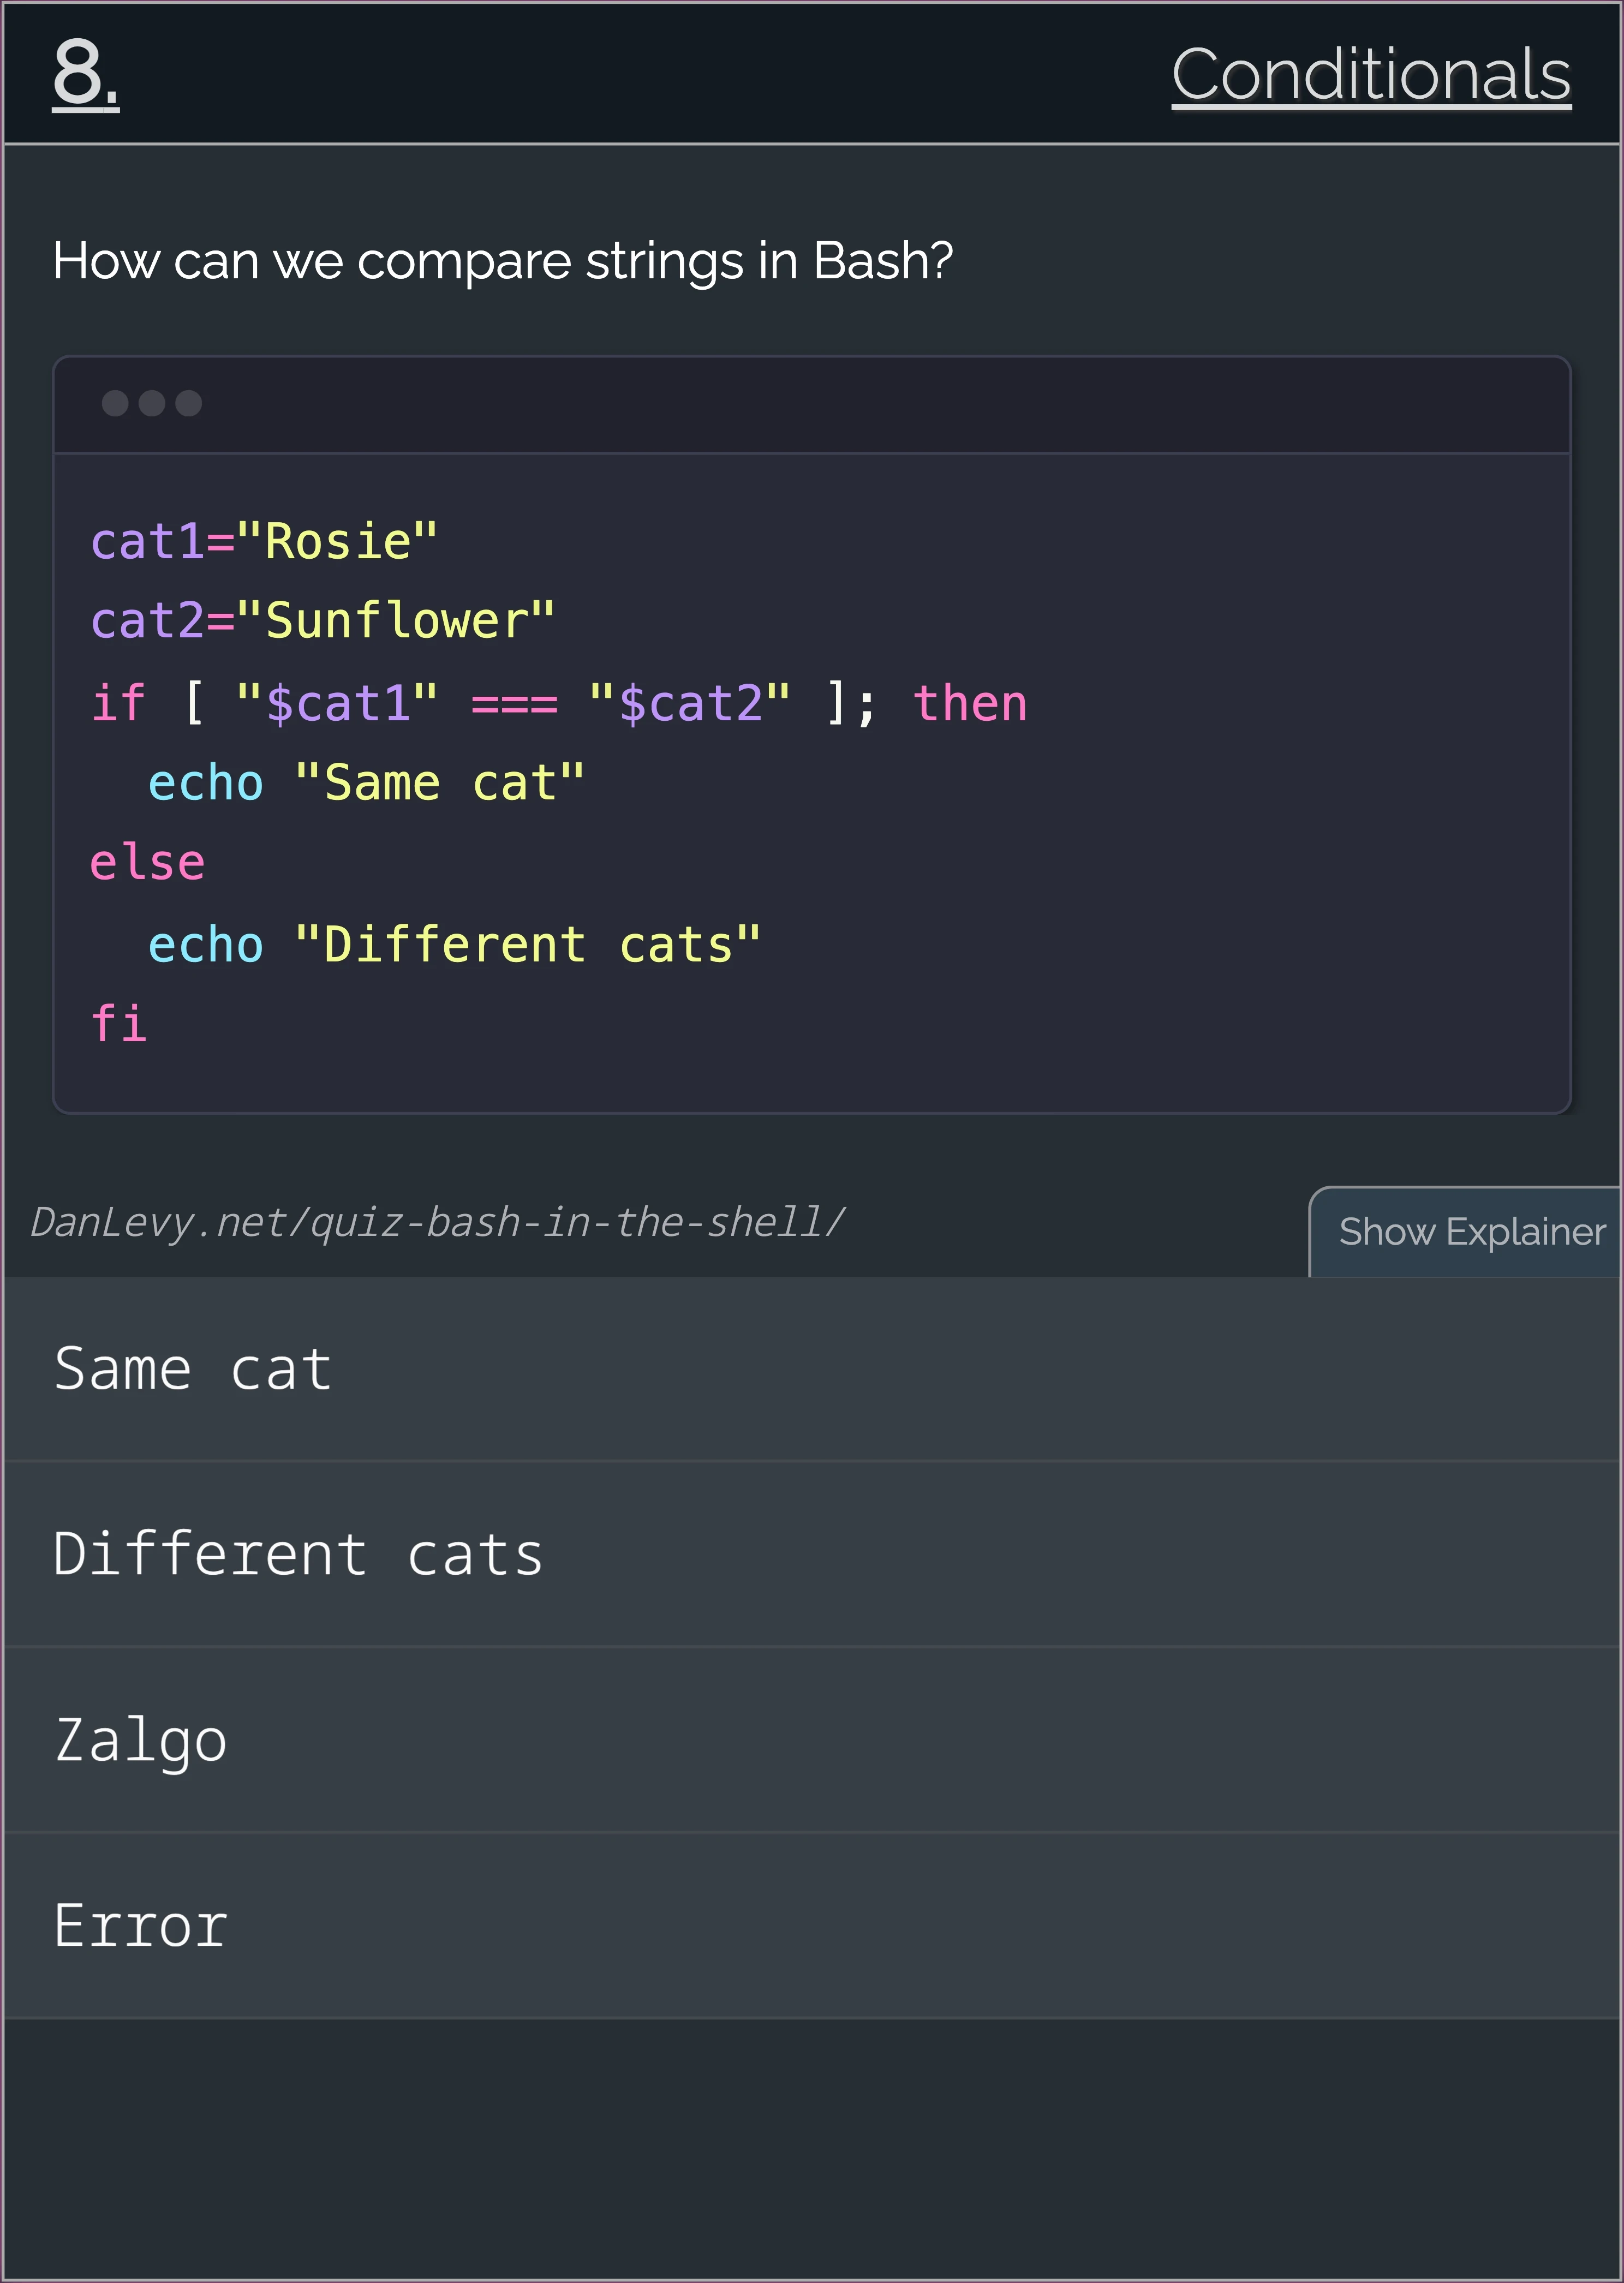 8.
Conditionals
How can we compare strings in Bash?
cat1="Rosie"
cat2="Sunflower"
if [ "$cat1" === "$cat2" ]; then
  echo "Same cat"
else
  echo "Different cats"
fi
DanLevy.net/quiz-bash-in-the-shell/
Show Explainer
Same cat
Different cats
Zalgo
Error